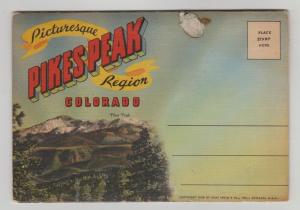 Picturesque
PIKES PEAK
Region
COLORADO
PLACE
STAMP
HERE